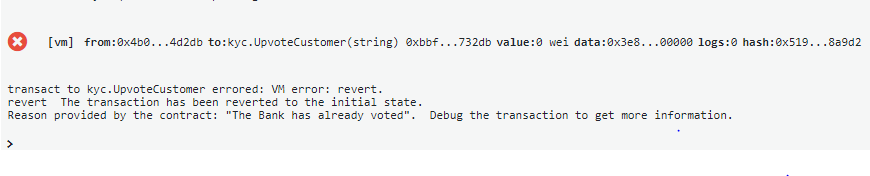 [vm] from:0x4b0...4d2db to:kyc.UpvoteCustomer(string) 0xbbf...732db value:0 wei data:0x3e8...00000 logs:0 hash:0x519...8a9d2
transact to kyc.UpvoteCustomer errored: VM error: revert.
revert The transaction has been reverted to the initial state.
Reason provided by the contract: "The Bank has already voted". Debug the transaction to get more information.
>